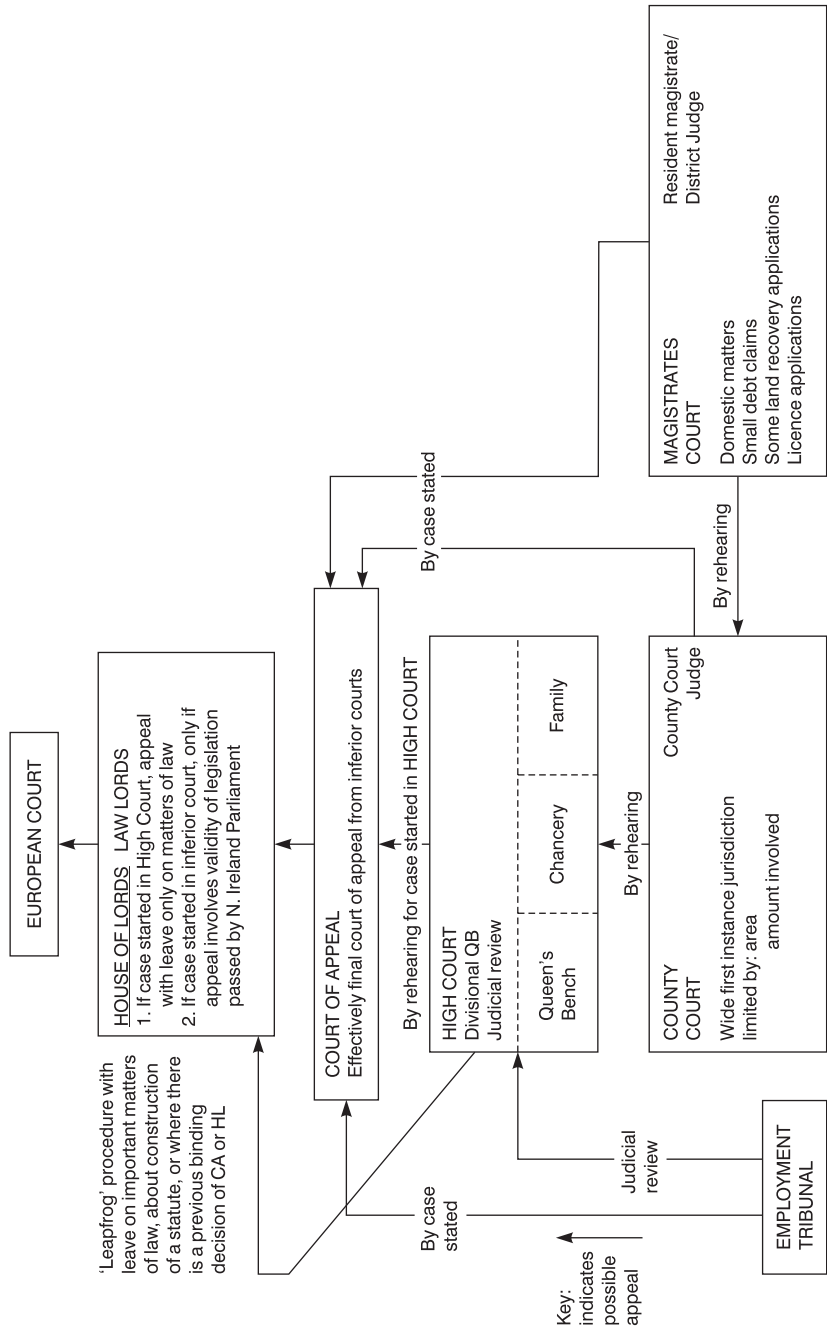 EUROPEAN COURT
HOUSE OF LORDS LAW LORDS
1. If case started in High Court, appeal
with leave only on matters of law
2. If case started in inferior court, only if
appeal involves validity of legislation
passed by N. Ireland Parliament
'Leapfrog' procedure with
leave on important matters
of law, about construction
of a statute, or where there
is a previous binding
decision of CA or HL
COURT OF APPEAL
Effectively final court of appeal from inferior courts
By rehearing for case started in HIGH COURT
By case stated
HIGH COURT
Divisional QB
Judicial review
Queen's
Bench
Chancery
Family
By case
stated
Judicial
review
By rehearing
COUNTY
COURT
County Court
Judge
Wide first instance jurisdiction
limited by: area
amount involved
By rehearing
MAGISTRATES
COURT
Resident magistrate/
District Judge
Domestic matters
Small debt claims
Some land recovery applications
Licence applications
EMPLOYMENT
TRIBUNAL
Key:
indicates
possible
appeal